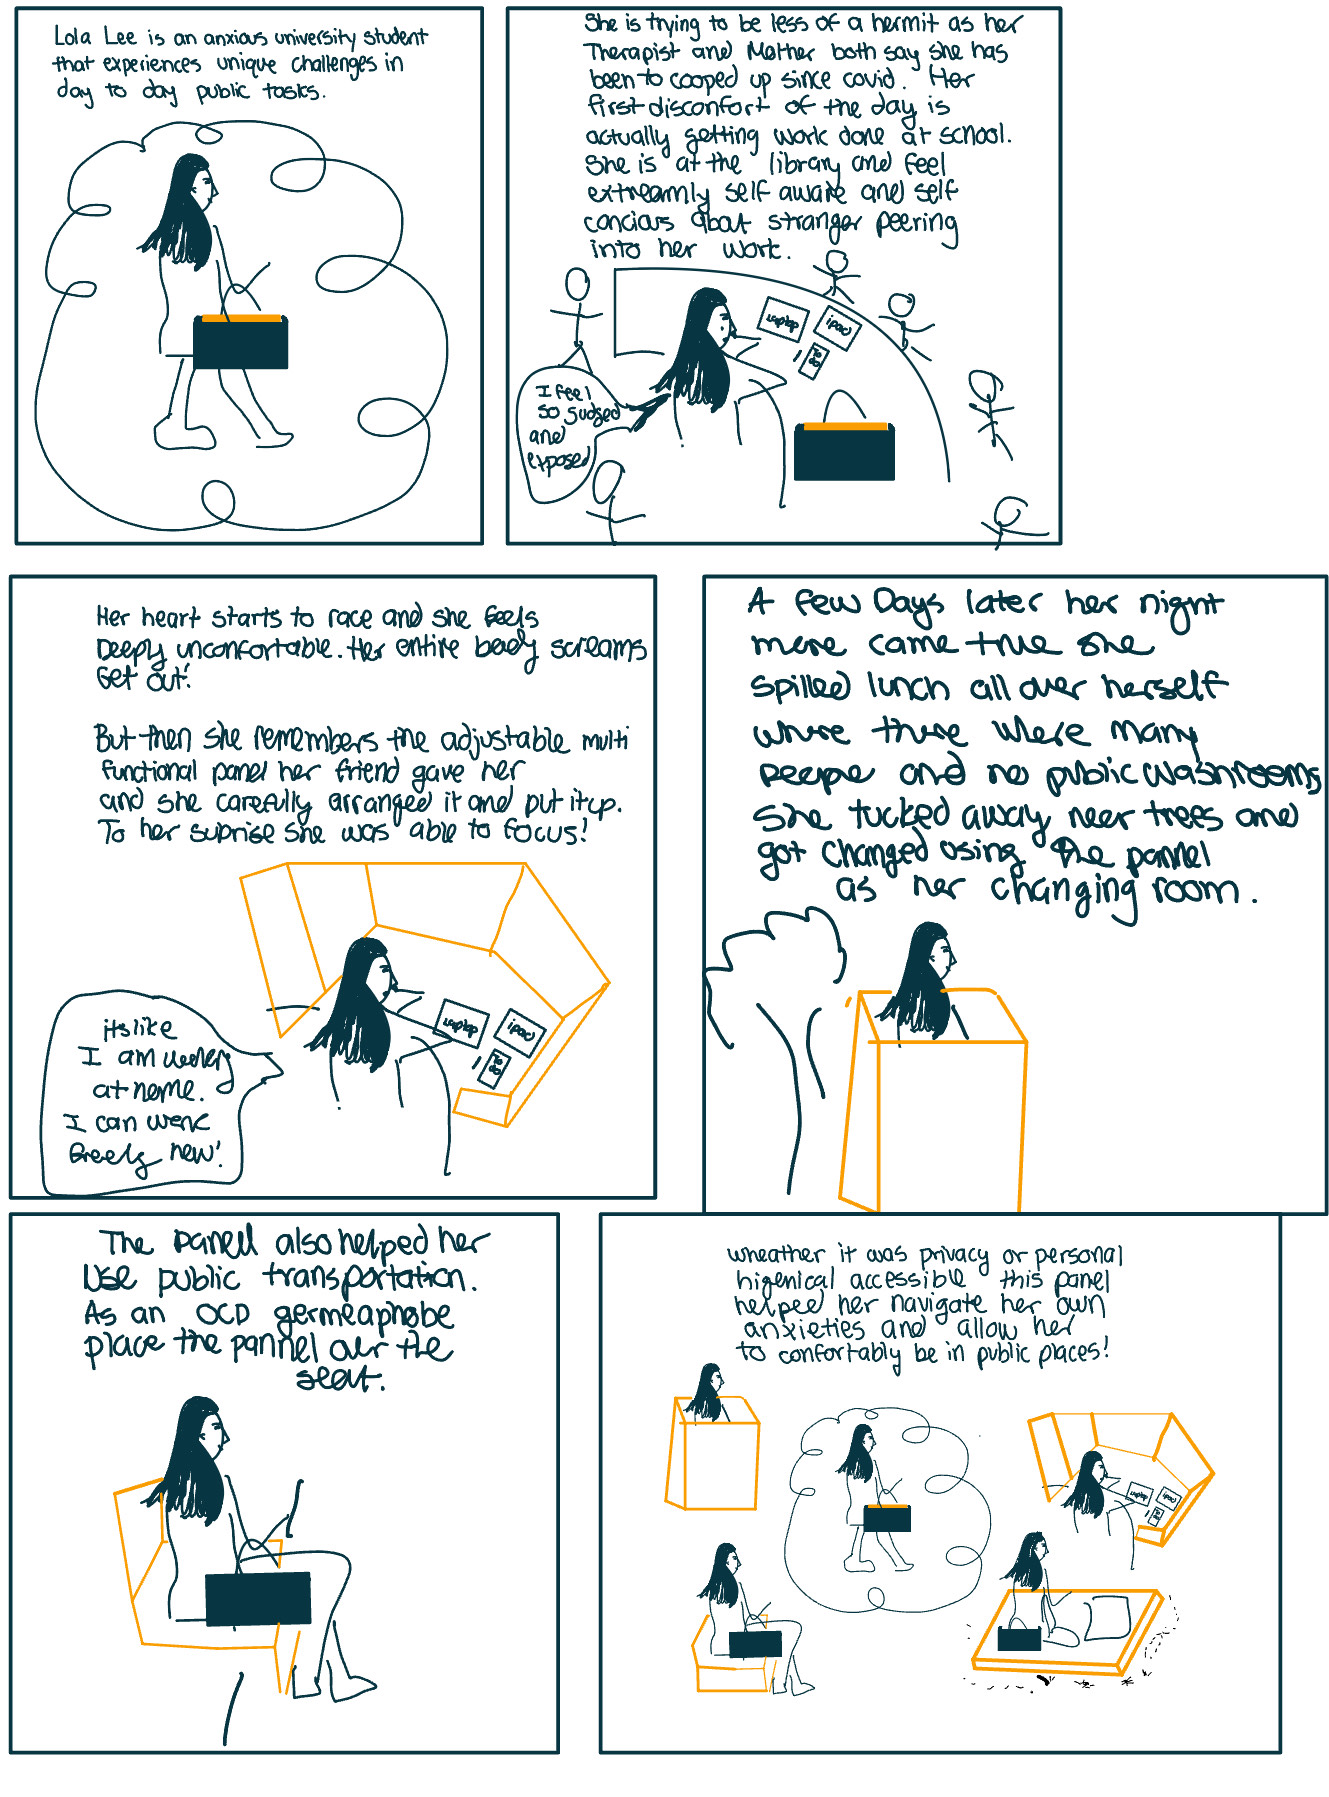 Lola Lee is an anxious university student
that experiences unique challenges in
day to day public tasks.
She is trying to be less of a hermit as her
Therapist and Mother both say she has
been to cooped up since covid. Her
first disconfort of the day is
actually getting work done at school.
She is at the library and feel
extreamly self aware and self
concious about stranger peering
into her work.
laptop
ipad
I feel
so judged
and
exposed
Her heart starts to race and she feels
Deeply unconfortable. Her entire body screams
Get out!
But then she remembers the adjustable multi
functional panel her friend gave her
and she carefully arranged it and put it up.
To her suprise she was able to focus!
laptop
ipad
its like
I am working
at home.
I can work
freely now!
A few Days later her night
mere came true she
spilled lunch all over herself
where there where many
peeple and no public washrooms
she tucked away neer trees and
got changed using the pannel
as her changing room.
The panell also helped her
use public transportation.
As an OCD germeaphobe
place the pannel over the
seat.
wheather it was privacy or personal
higenical accessible this panel
helped her navigate her own
anxieties and allow her
to confortably be in public places!
laptop
ipad